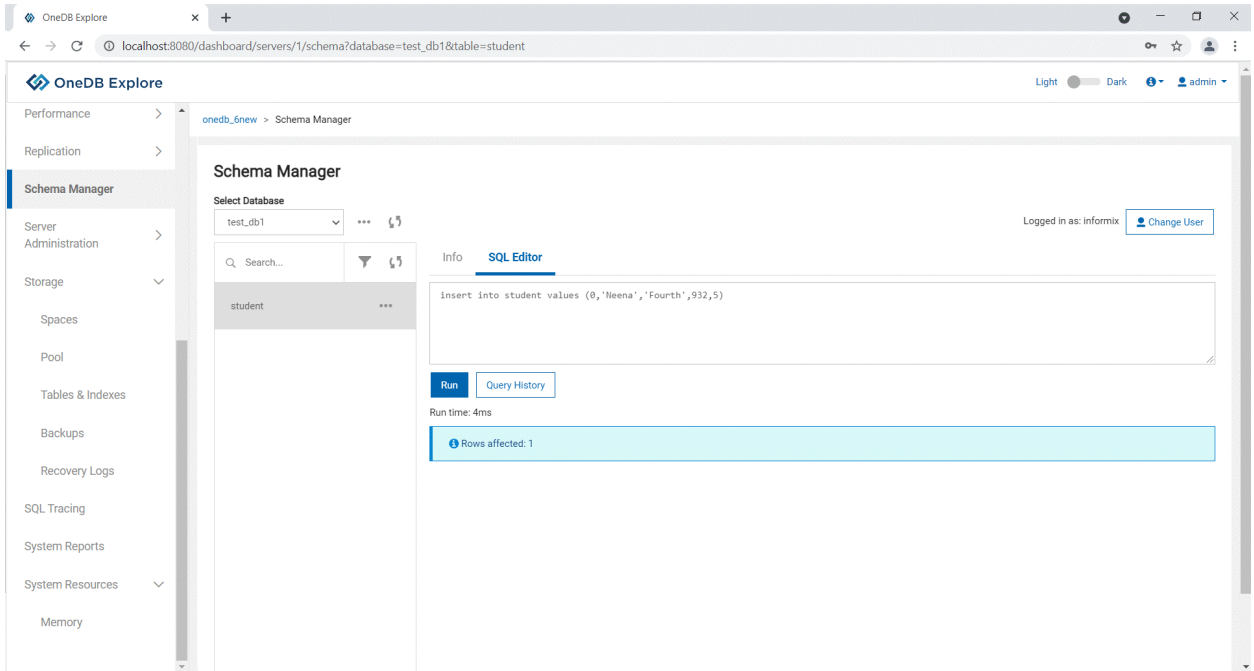 OneDB Explore
localhost:8080/dashboard/servers/1/schema?database=test_db1&table=student
OneDB Explore
Light Dark admin
Performance
Replication
Schema Manager
Server
Administration
Storage
Spaces
Pool
Tables & Indexes
Backups
Recovery Logs
SQL Tracing
System Reports
System Resources
Memory
onedb_6new > Schema Manager
Schema Manager
Select Database
test_db1
Logged in as: informix Change User
Search...
student
Info SQL Editor
insert into student values (0,'Neena','Fourth',932,5)
Run Query History
Run time: 4ms
Rows affected: 1